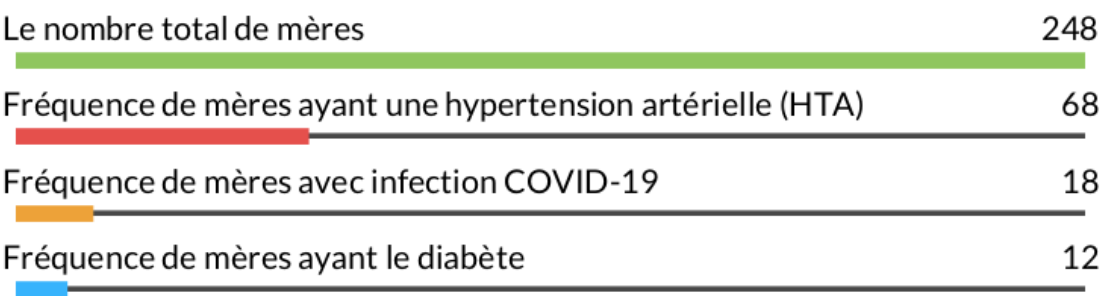 Le nombre total de mères 248
Fréquence de mères ayant une hypertension artérielle (HTA) 68
Fréquence de mères avec infection COVID-19 18
Fréquence de mères ayant le diabète 12